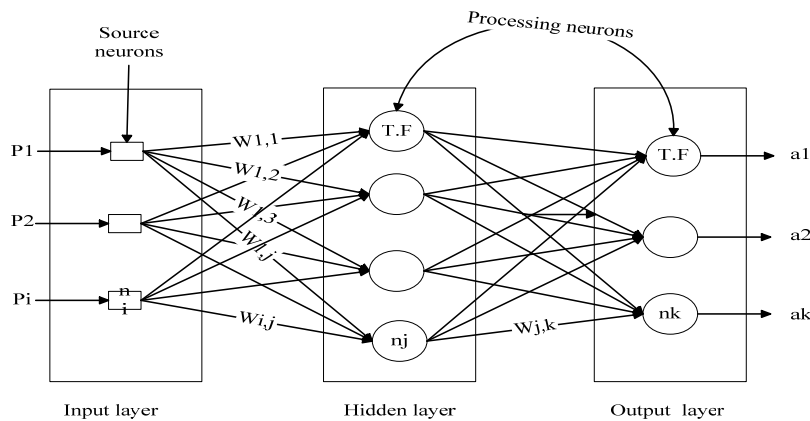 Processing neurons
Source
neurons
P1
P2
Pi
n
i
W1,1
W1,2
W1,3
W1,j
Wi,j
T.F
nj
Wj,k
T.F
nk
a1
a2
ak
Input layer
Hidden layer
Output layer